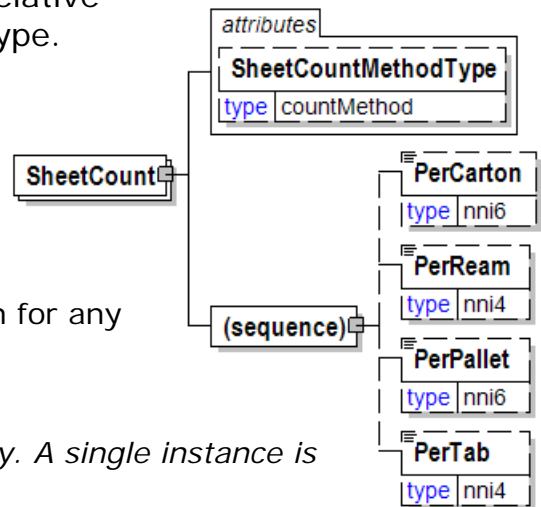 elative
ype.
attributes
SheetCountMethodType
type countMethod
SheetCount
PerCarton
type nni6
PerReam
type nni4
n for any
(sequence)
PerPallet
type nni6
y. A single instance is
PerTab
type nni4